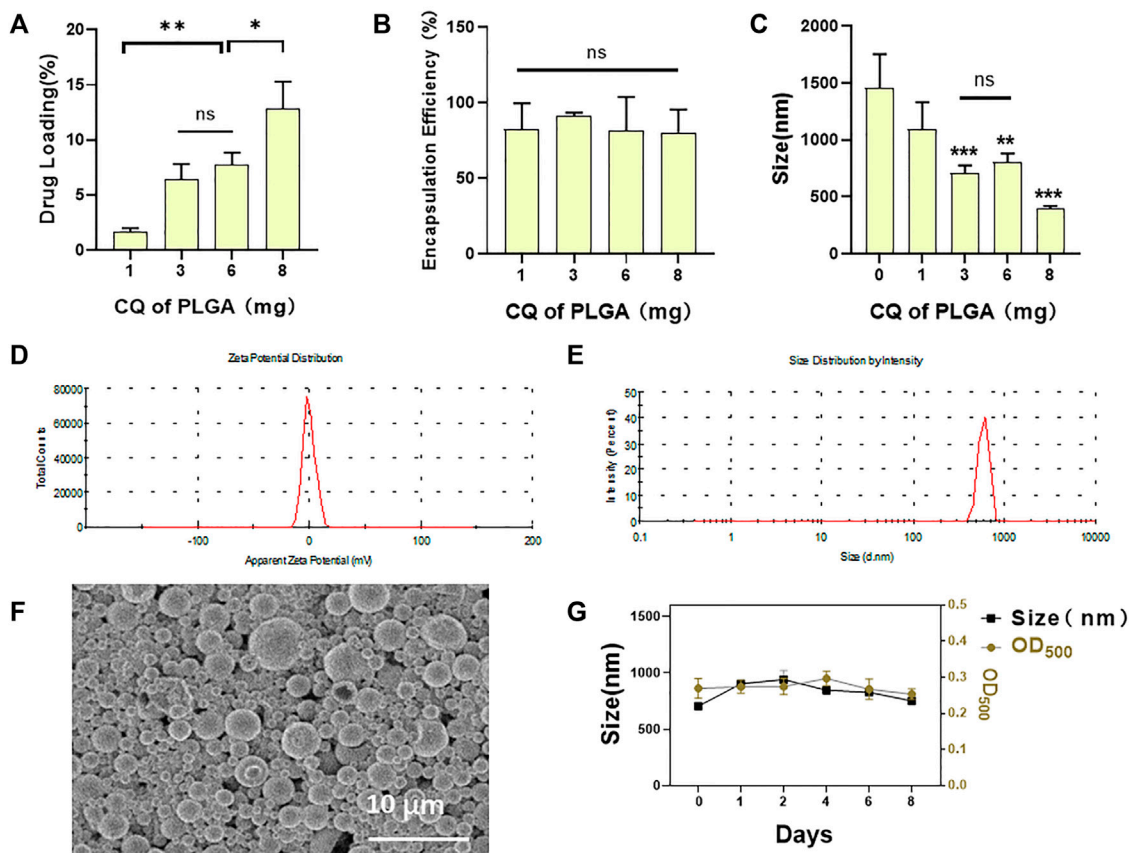 A
Drug Loading(%)
20
15
10
5
0
**
*
ns
1 3 6 8
CQ of PLGA (mg)
B
Encapsulation Efficiency (%)
150
100
50
0
ns
1 3 6 8
CQ of PLGA (mg)
C
Size(nm)
2000
1500
1000
500
0
ns
***
**
***
0 1 3 6 8
CQ of PLGA (mg)
D
Zeta Potential Distribution
Total Counts
80000
60000
40000
20000
0
-100 0 100 200
Apparent Zeta Potential (mV)
E
Size Distribution by Intensity
Intensity (Percent)
50
40
30
20
10
0
0.1 1 10 100 1000 10000
Size (d.nm)
F
10 μm
G
Size(nm)
1500
1000
500
0
0.5
0.4
0.3
0.2
0.1
0.0
OD500
Size( nm)
OD500
0 1 2 4 6 8
Days